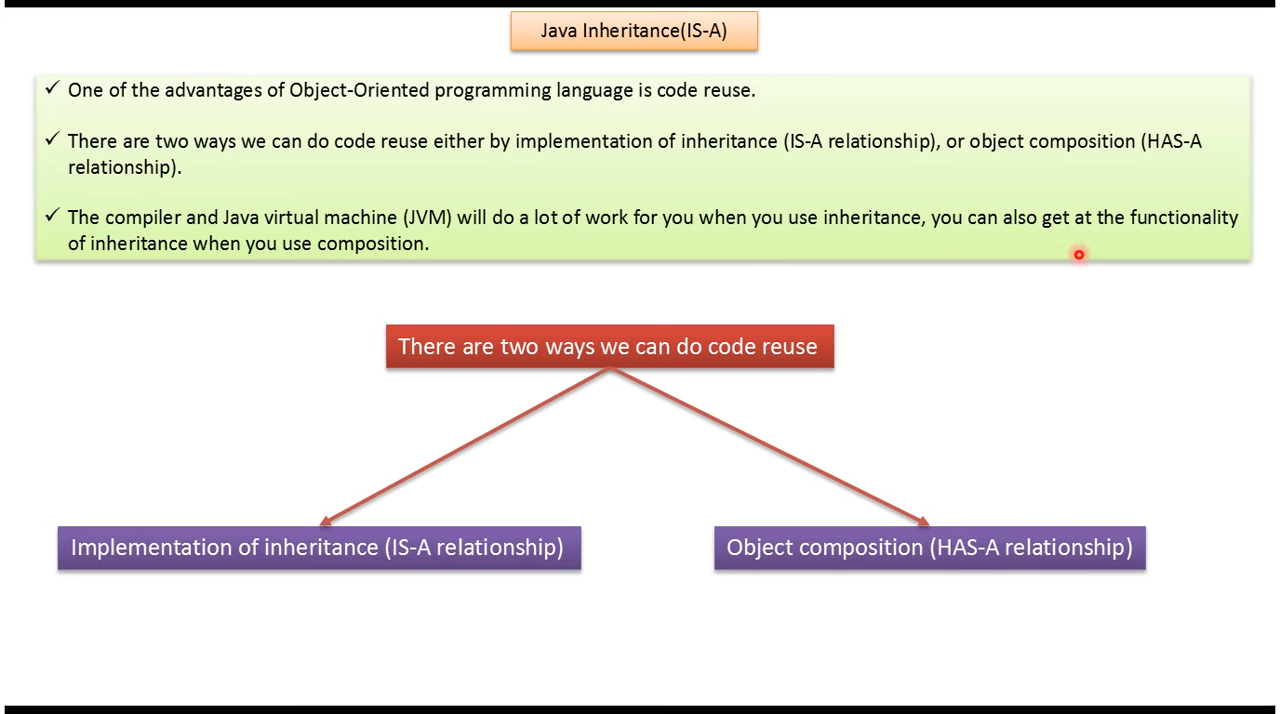 Java Inheritance(IS-A)
✓ One of the advantages of Object-Oriented programming language is code reuse.
✓ There are two ways we can do code reuse either by implementation of inheritance (IS-A relationship), or object composition (HAS-A
relationship).
✓ The compiler and Java virtual machine (JVM) will do a lot of work for you when you use inheritance, you can also get at the functionality
of inheritance when you use composition.
There are two ways we can do code reuse
Implementation of inheritance (IS-A relationship)
Object composition (HAS-A relationship)